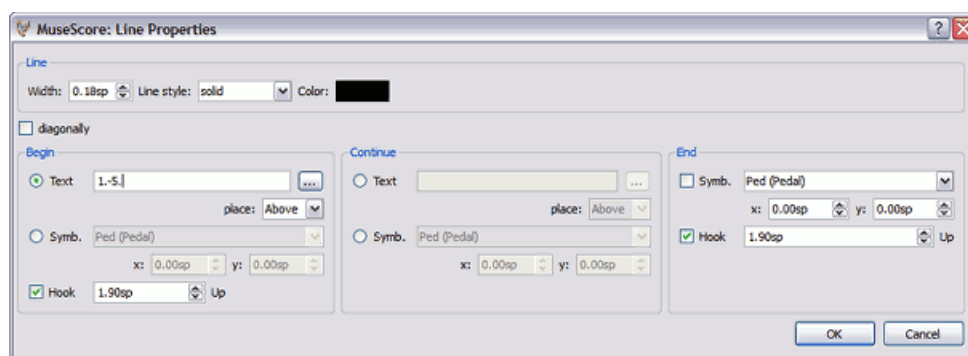 MuseScore: Line Properties
Line
Width: 0.18sp Line style: solid Color:
diagonally
Begin
Text 1.-5. ...
place: Above
Symb. Ped (Pedal)
x: 0.00sp y: 0.00sp
Hook 1.90sp Up
Continue
Text ...
place: Above
Symb. Ped (Pedal)
x: 0.00sp y: 0.00sp
End
Symb. Ped (Pedal)
x: 0.00sp y: 0.00sp
Hook 1.90sp Up
OK Cancel